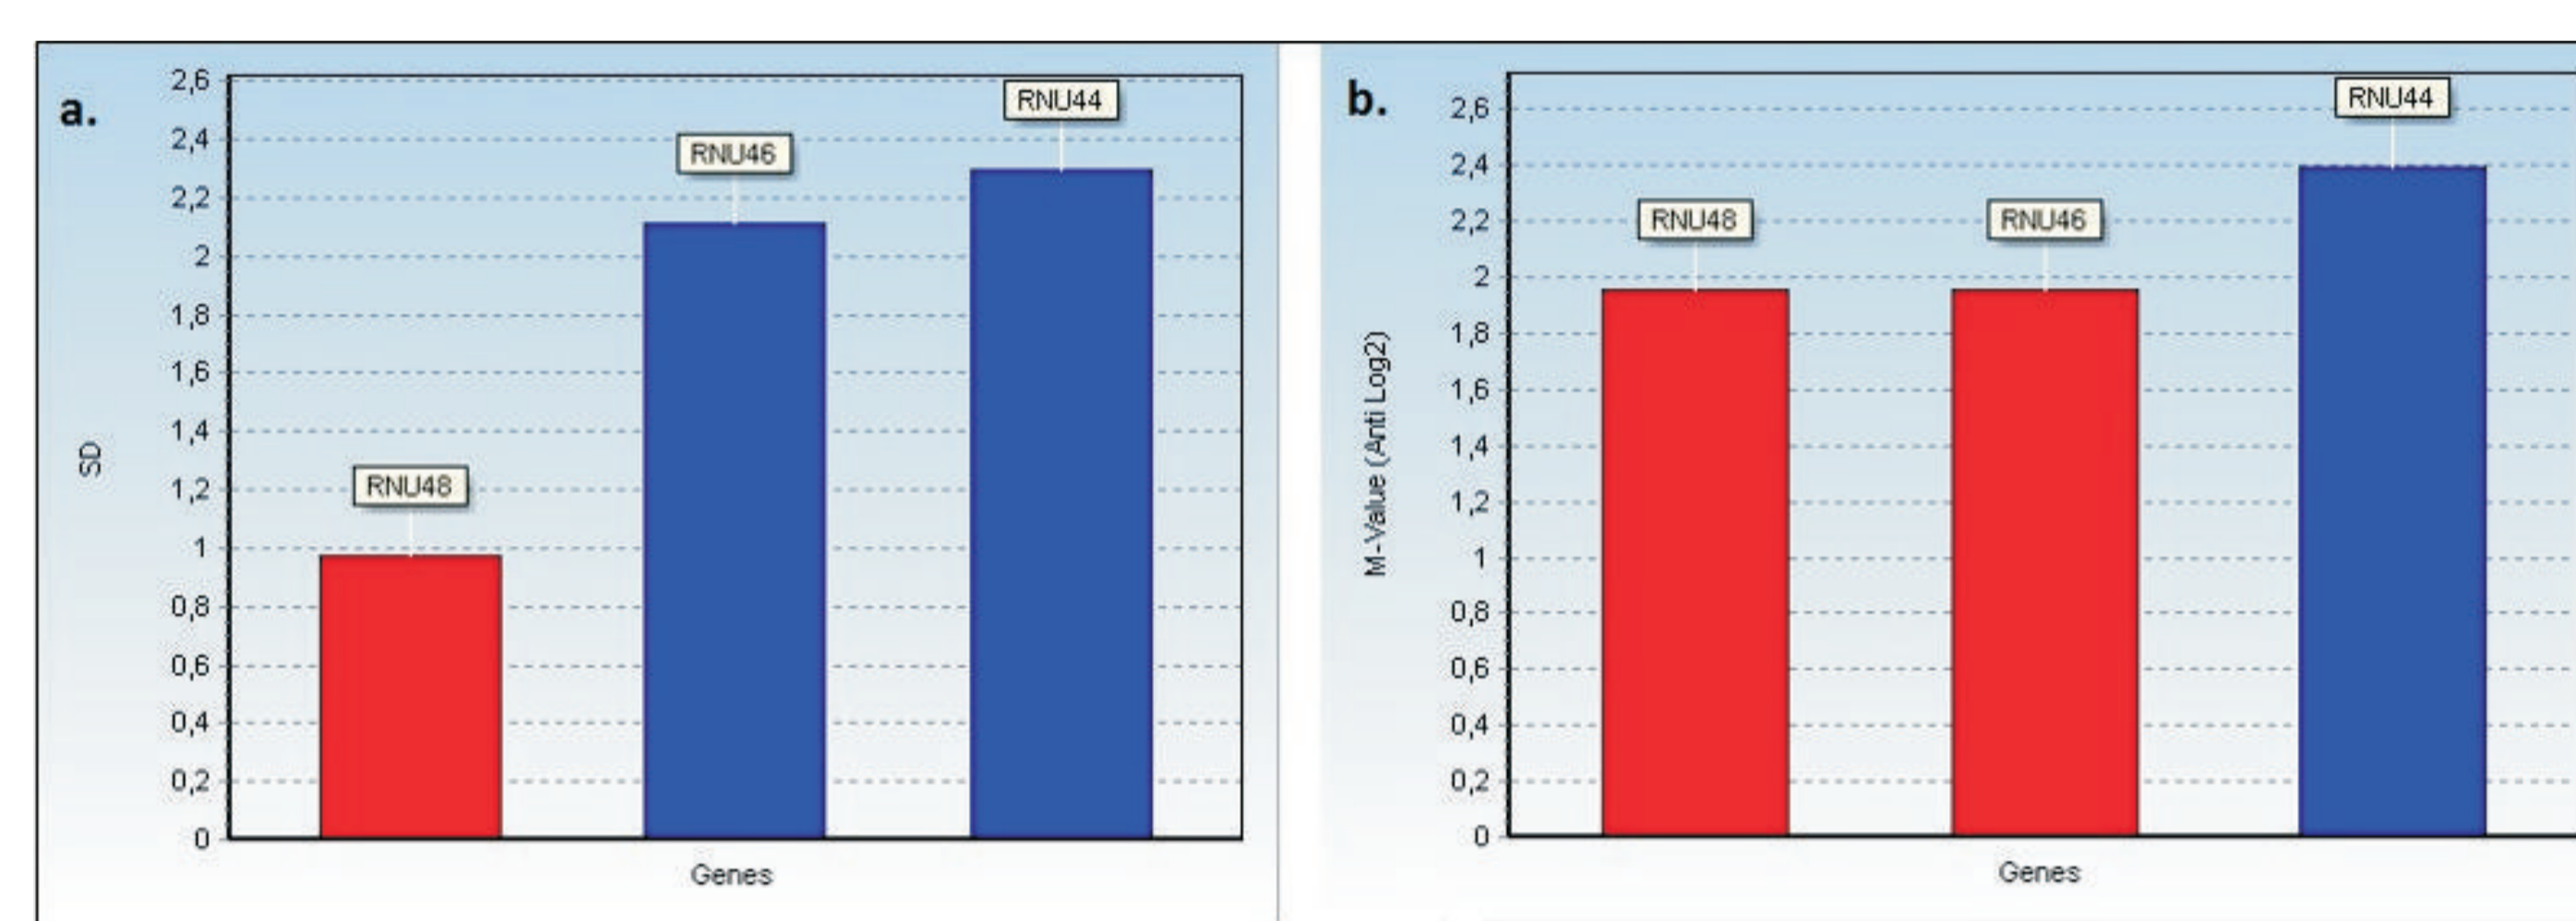 a.
2,6
2,4
2,2
2
1,8
1,6
1,4
1,2
1
0,8
0,6
0,4
0,2
0
SD
RNU48
RNU46
RNU44
Genes
b.
2,6
2,4
2,2
2
1,8
1,6
1,4
1,2
1
0,8
0,6
0,4
0,2
0
M-Value (Anti Log2)
RNU48
RNU46
RNU44
Genes